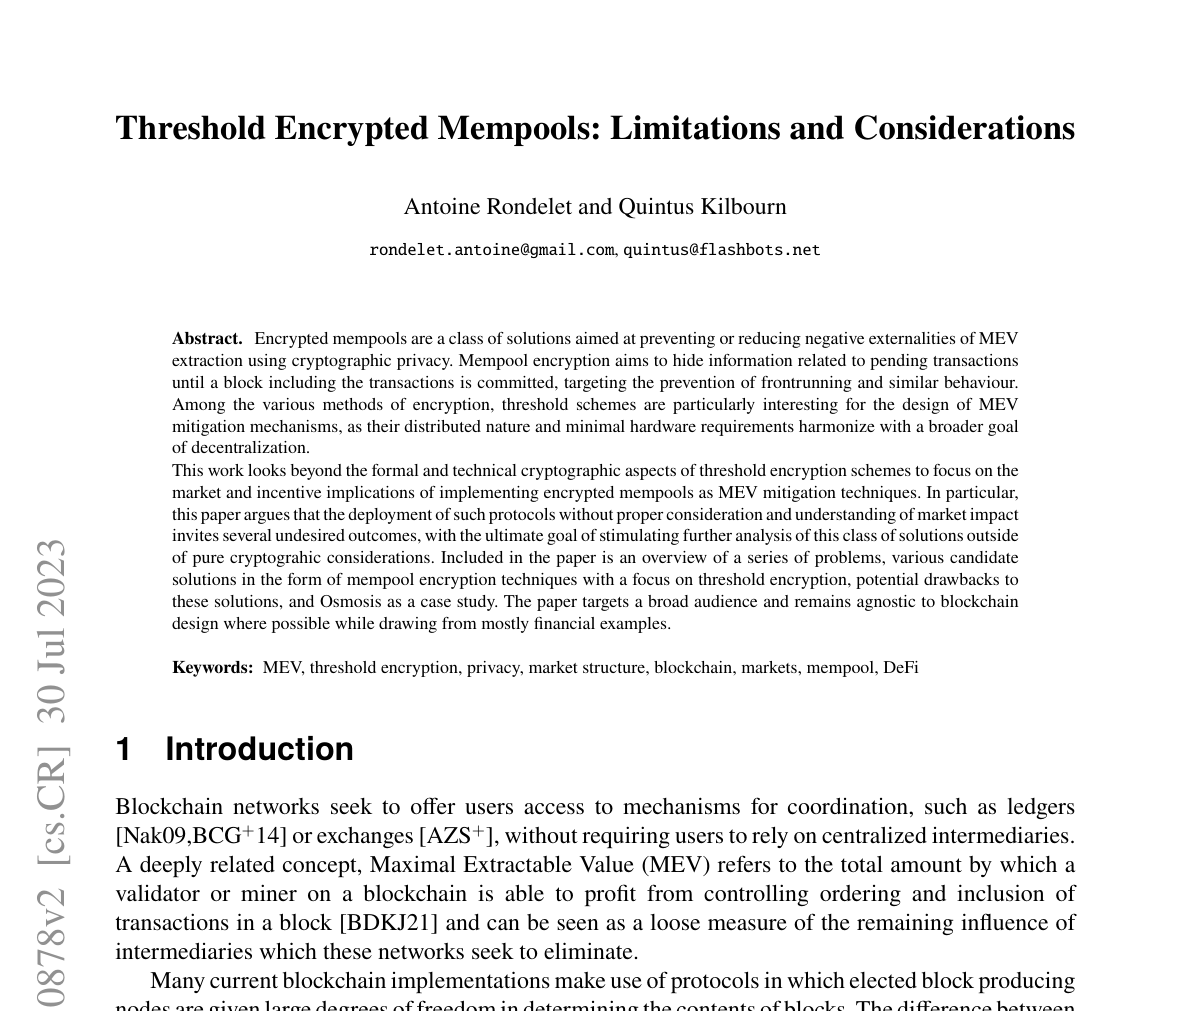 Threshold Encrypted Mempools: Limitations and Considerations
Antoine Rondelet and Quintus Kilbourn
rondelet.antoine@gmail.com, quintus@flashbots.net
Abstract. Encrypted mempools are a class of solutions aimed at preventing or reducing negative externalities of MEV
extraction using cryptographic privacy. Mempool encryption aims to hide information related to pending transactions
until a block including the transactions is committed, targeting the prevention of frontrunning and similar behaviour.
Among the various methods of encryption, threshold schemes are particularly interesting for the design of MEV
mitigation mechanisms, as their distributed nature and minimal hardware requirements harmonize with a broader goal
of decentralization.
This work looks beyond the formal and technical cryptographic aspects of threshold encryption schemes to focus on the
market and incentive implications of implementing encrypted mempools as MEV mitigation techniques. In particular,
this paper argues that the deployment of such protocols without proper consideration and understanding of market impact
invites several undesired outcomes, with the ultimate goal of stimulating further analysis of this class of solutions outside
of pure cryptograhic considerations. Included in the paper is an overview of a series of problems, various candidate
solutions in the form of mempool encryption techniques with a focus on threshold encryption, potential drawbacks to
these solutions, and Osmosis as a case study. The paper targets a broad audience and remains agnostic to blockchain
design where possible while drawing from mostly financial examples.
Keywords: MEV, threshold encryption, privacy, market structure, blockchain, markets, mempool, DeFi
1 Introduction
Blockchain networks seek to offer users access to mechanisms for coordination, such as ledgers
[Nak09,BCG+14] or exchanges [AZS+], without requiring users to rely on centralized intermediaries.
A deeply related concept, Maximal Extractable Value (MEV) refers to the total amount by which a
validator or miner on a blockchain is able to profit from controlling ordering and inclusion of
transactions in a block [BDKJ21] and can be seen as a loose measure of the remaining influence of
intermediaries which these networks seek to eliminate.
Many current blockchain implementations make use of protocols in which elected block producing
nodes are given large degrees of freedom in determining the contents of blocks. The difference between
0878v2 [cs.CR] 30 Jul 2023